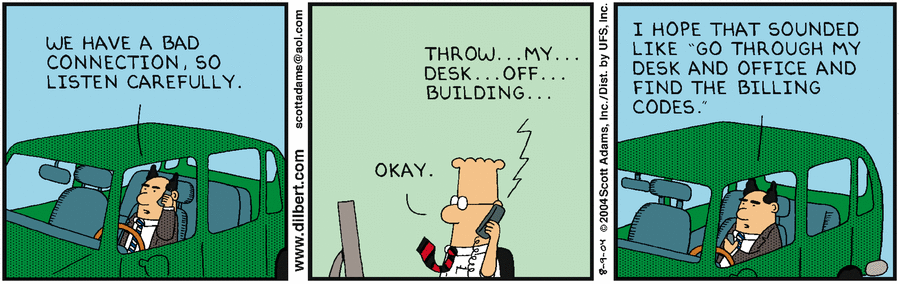 WE HAVE A BAD
CONNECTION, SO
LISTEN CAREFULLY.
scottadams@aol.com
www.dilbert.com
THROW...MY...
DESK...OFF...
BUILDING...
OKAY.
8-9-04 ©2004 Scott Adams, Inc./Dist. by UFS, Inc.
I HOPE THAT SOUNDED
LIKE "GO THROUGH MY
DESK AND OFFICE AND
FIND THE BILLING
CODES."